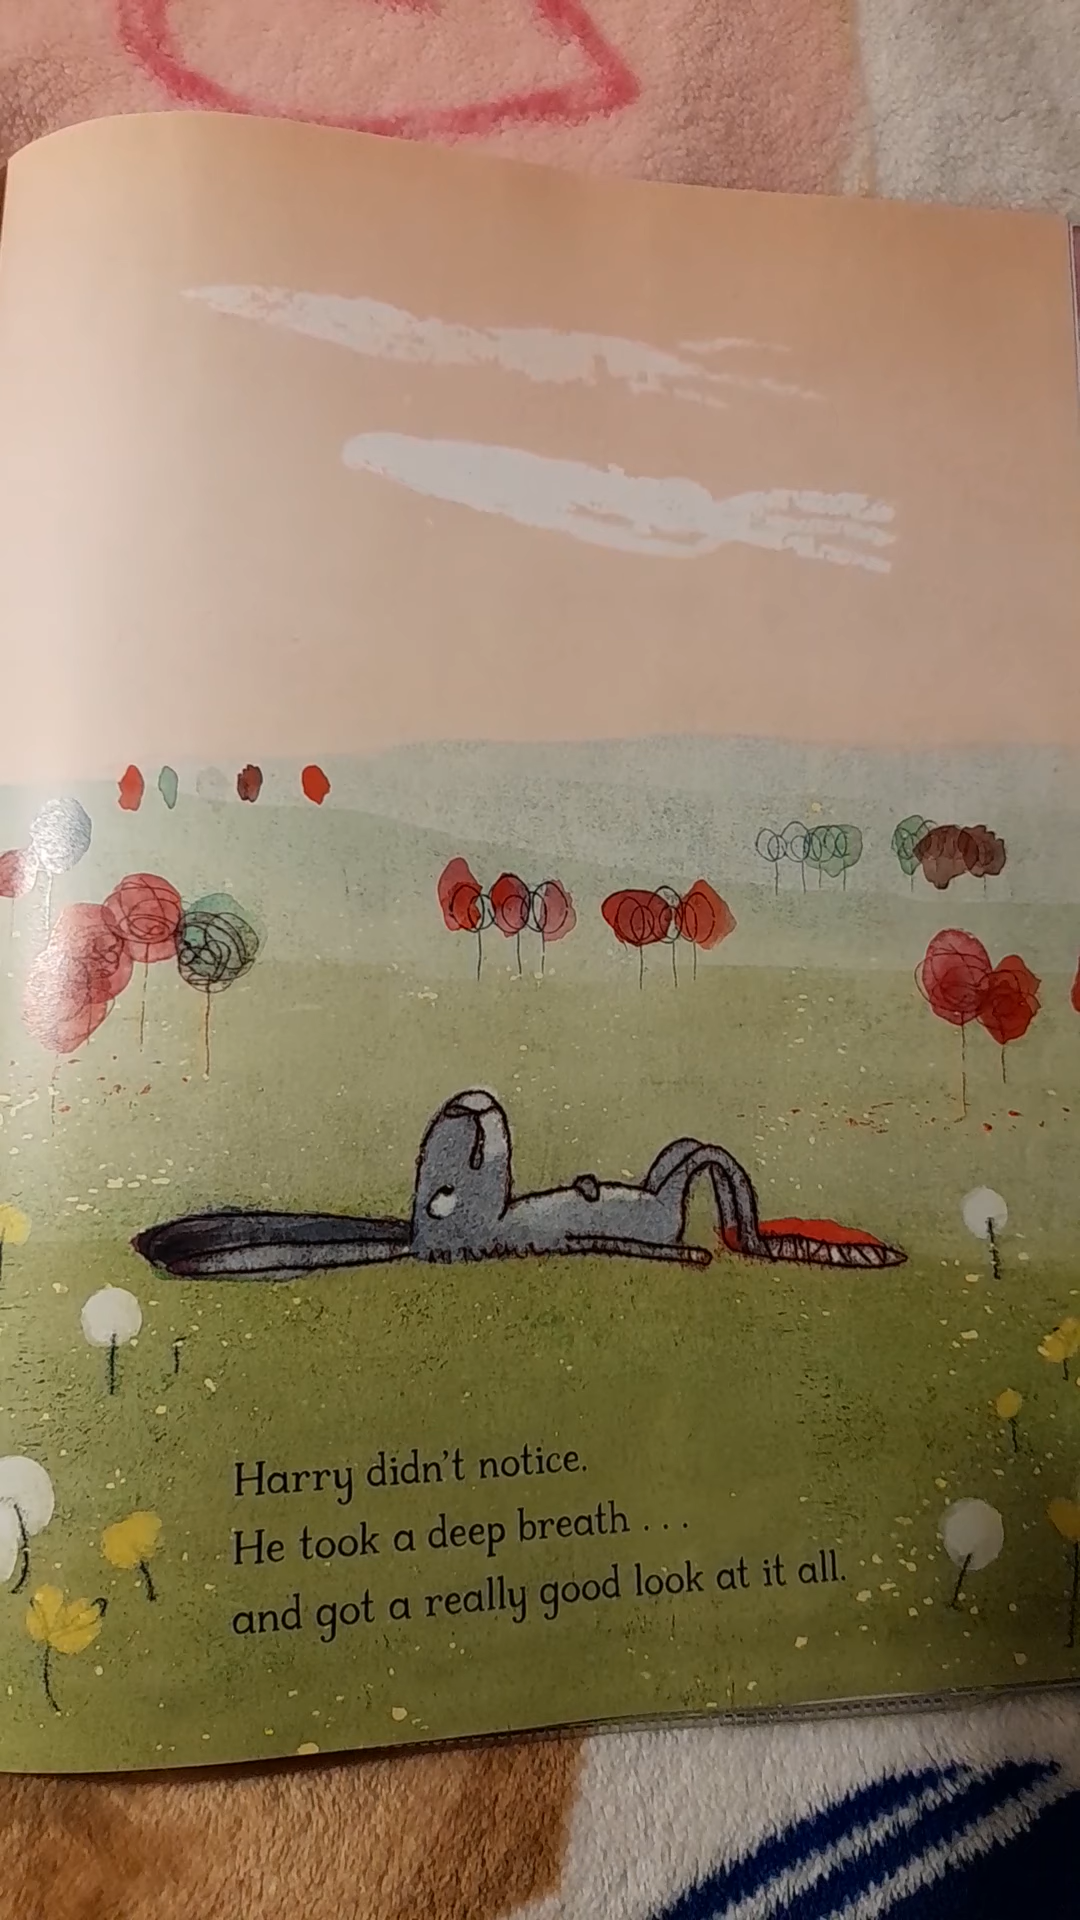 Harry didn't notice.
He took a deep breath . . .
and got a really good look at it all.